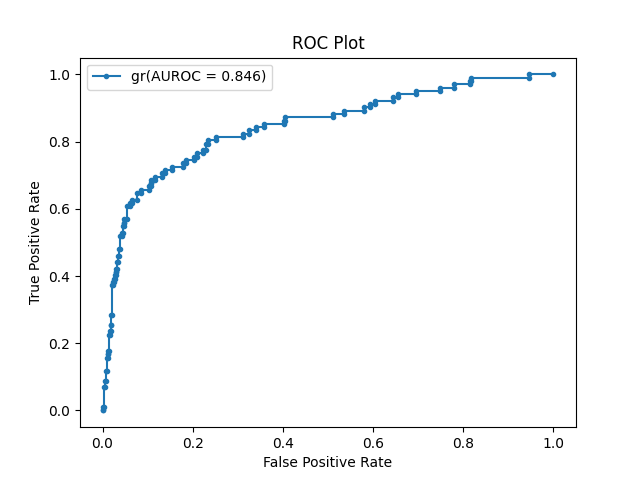 ROC Plot
gr(AUROC = 0.846)
True Positive Rate
1.0
0.8
0.6
0.4
0.2
0.0
0.0 0.2 0.4 0.6 0.8 1.0
False Positive Rate